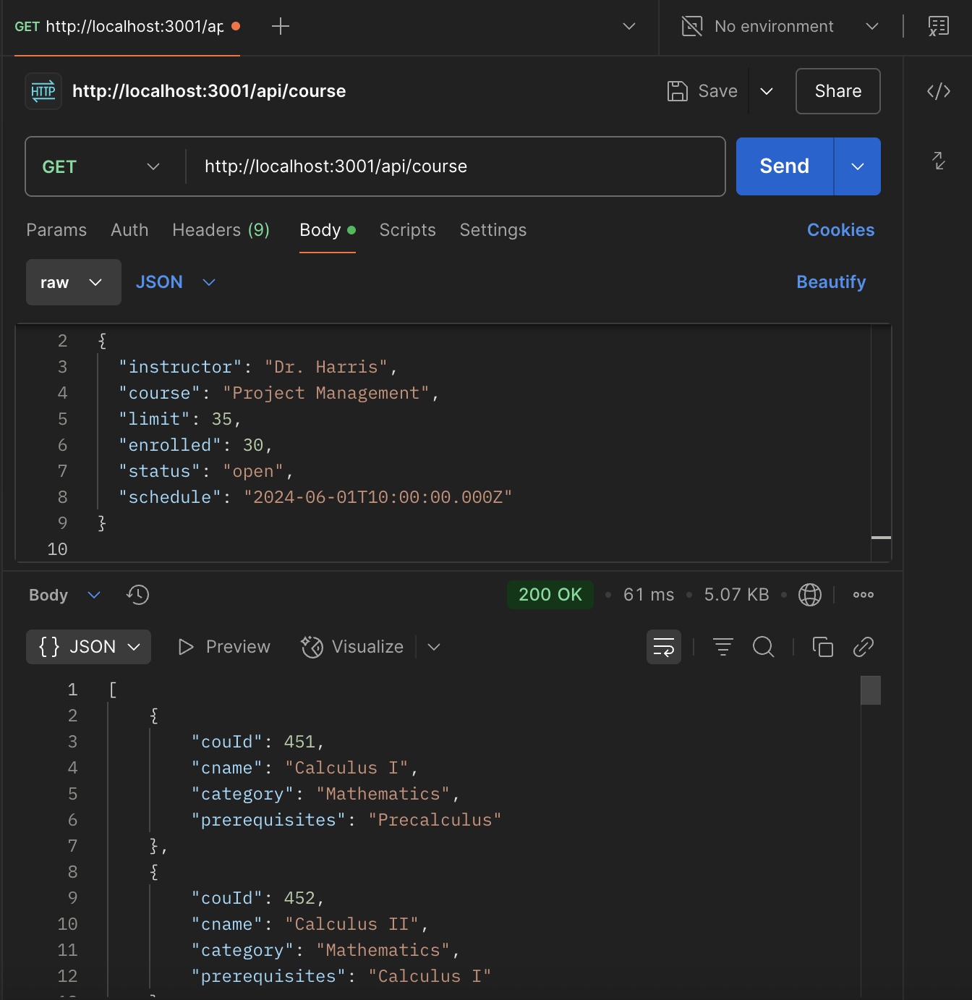 GET http://localhost:3001/ap
No environment
HTTP http://localhost:3001/api/course
Save
Share
GET
http://localhost:3001/api/course
Send
Params Auth Headers (9) Body Scripts Settings Cookies
raw JSON Beautify
2 {
3 "instructor": "Dr. Harris",
4 "course": "Project Management",
5 "limit": 35,
6 "enrolled": 30,
7 "status": "open",
8 "schedule": "2024-06-01T10:00:00.000Z"
9 }
10
Body 200 OK • 61 ms • 5.07 KB •
{} JSON Preview Visualize
1 [
2 {
3 "couId": 451,
4 "cname": "Calculus I",
5 "category": "Mathematics",
6 "prerequisites": "Precalculus"
7 },
8 {
9 "couId": 452,
10 "cname": "Calculus II",
11 "category": "Mathematics",
12 "prerequisites": "Calculus I"